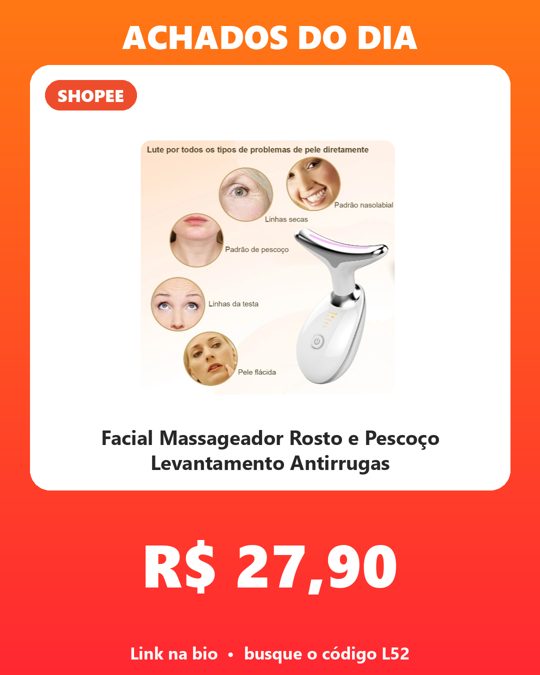 ACHADOS DO DIA
SHOPEE
Lute por todos os tipos de problemas de pele diretamente
Padrão nasolabial
Linhas secas
Padrão de pescoço
Linhas da testa
Pele flácida
Facial Massageador Rosto e Pescoço
Levantamento Antirrugas
R$ 27,90
Link na bio • busque o código L52